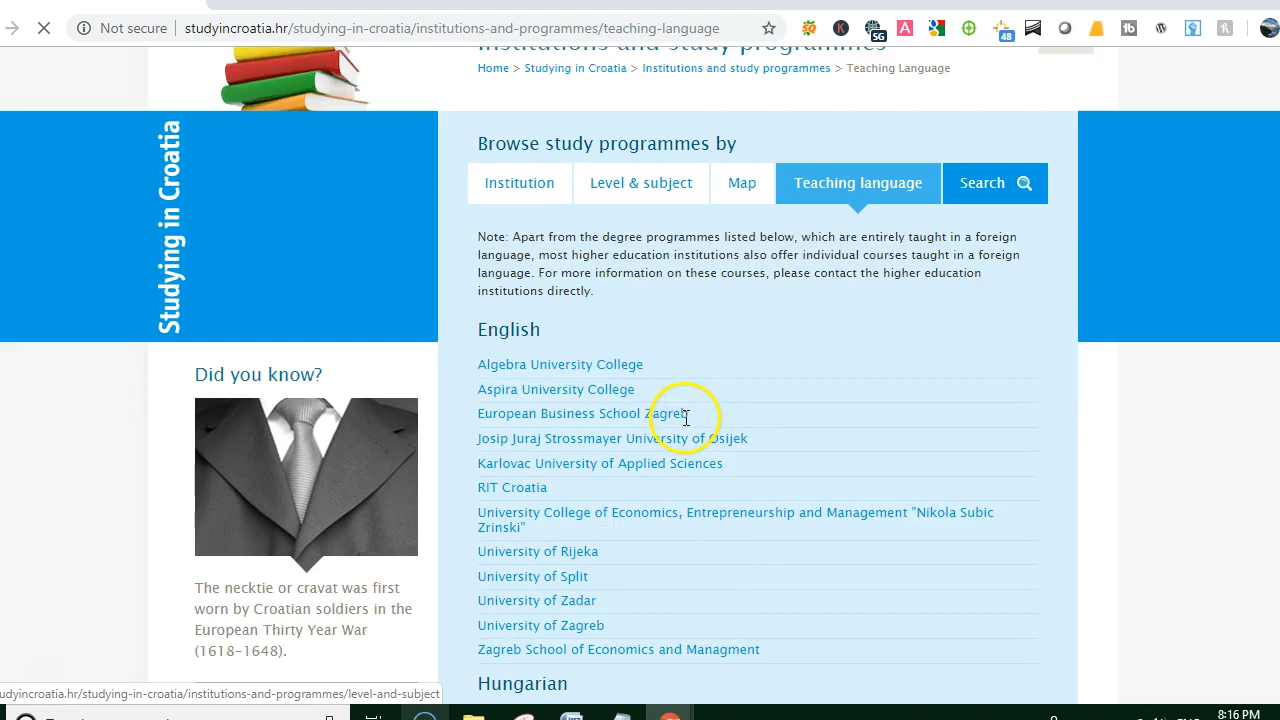 Not secure
studyincroatia.hr/studying-in-croatia/institutions-and-programmes/teaching-language
SG
48
Institutions and study programmes
Home > Studying in Croatia > Institutions and study programmes > Teaching Language
Studying in Croatia
Browse study programmes by
Institution
Level & subject
Map
Teaching language
Search
Note: Apart from the degree programmes listed below, which are entirely taught in a foreign
language, most higher education institutions also offer individual courses taught in a foreign
language. For more information on these courses, please contact the higher education
institutions directly.
English
Algebra University College
Aspira University College
European Business School Zagreb
Josip Juraj Strossmayer University of Osijek
Karlovac University of Applied Sciences
RIT Croatia
University College of Economics, Entrepreneurship and Management "Nikola Subic
Zrinski"
University of Rijeka
University of Split
University of Zadar
University of Zagreb
Zagreb School of Economics and Managment
Hungarian
Did you know?
The necktie or cravat was first
worn by Croatian soldiers in the
European Thirty Year War
(1618-1648).
udyincroatia.hr/studying-in-croatia/institutions-and-programmes/level-and-subject
8:16 PM